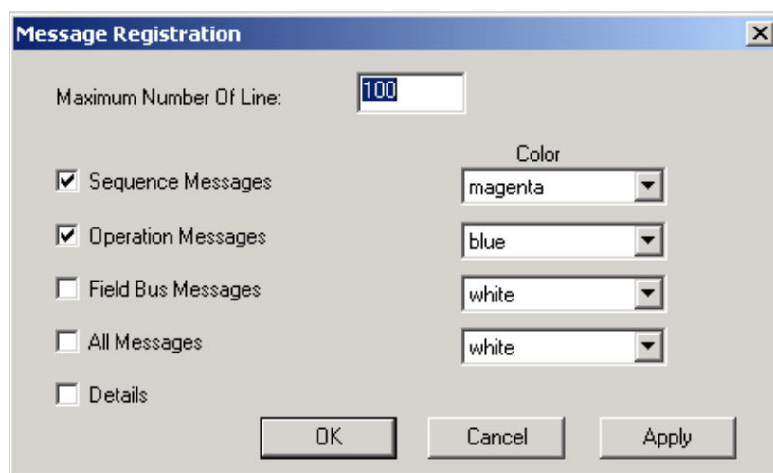 Message Registration
Maximum Number Of Line: 100
Color
Sequence Messages magenta
Operation Messages blue
Field Bus Messages white
All Messages white
Details
OK Cancel Apply